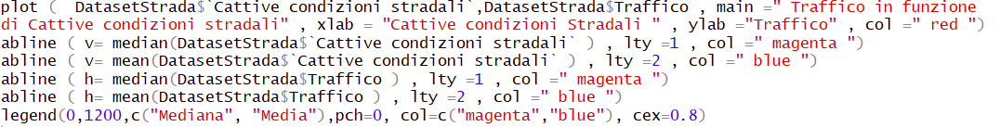 plot (  DatasetStrada$`Cattive condizioni stradali`,DatasetStrada$Traffico , main =" Traffico in funzione
di Cattive condizioni stradali" , xlab = "Cattive condizioni Stradali " , ylab ="Traffico" , col =" red ")
abline ( v= median(DatasetStrada$`Cattive condizioni stradali` ) , lty =1 , col =" magenta ")
abline ( v= mean(DatasetStrada$`Cattive condizioni stradali` ) , lty =2 , col =" blue ")
abline ( h= median(DatasetStrada$Traffico ) , lty =1 , col =" magenta ")
abline ( h= mean(DatasetStrada$Traffico ) , lty =2 , col =" blue ")
legend(0,1200,c("Mediana", "Media"),pch=0, col=c("magenta","blue"), cex=0.8)